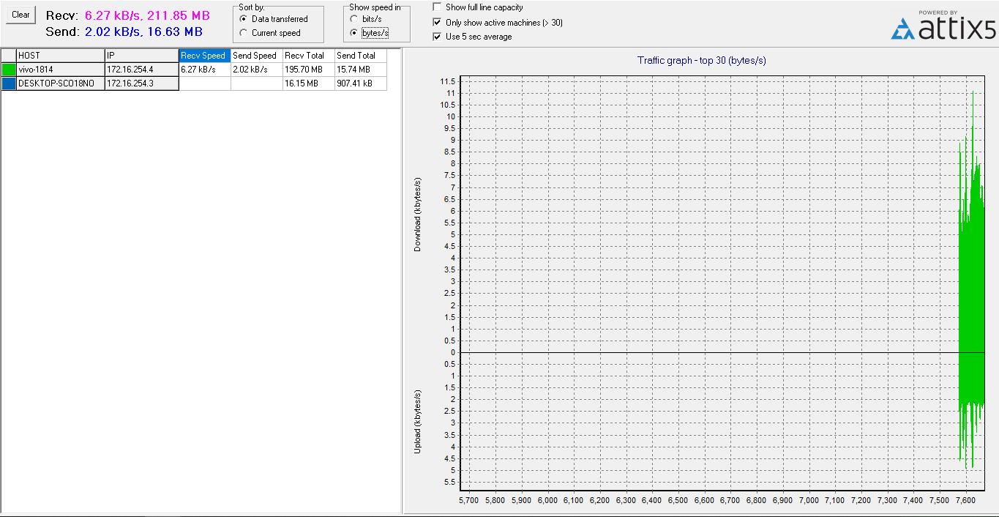 Clear
Recv: 6.27 kB/s, 211.85 MB
Send: 2.02 kB/s, 16.63 MB
Sort by:
Data transferred
Current speed
Show speed in
bits/s
bytes/s
Show full line capacity
Only show active machines (> 30)
Use 5 sec average
POWERED BY
attix5
HOST IP Recv Speed Send Speed Recv Total Send Total
vivo-1814 172.16.254.4 6.27 kB/s 2.02 kB/s 195.70 MB 15.74 MB
DESKTOP-SCO18NO 172.16.254.3 16.15 MB 907.41 kB
Traffic graph - top 30 (bytes/s)
Download (kbytes/s)
11.5
11
10.5
10
9.5
9
8.5
8
7.5
7
6.5
6
5.5
5
4.5
4
3.5
3
2.5
2
1.5
1
0.5
0
Upload (kbytes/s)
0.5
1
1.5
2
2.5
3
3.5
4
4.5
5
5.5
5,700 5,800 5,900 6,000 6,100 6,200 6,300 6,400 6,500 6,600 6,700 6,800 6,900 7,000 7,100 7,200 7,300 7,400 7,500 7,600